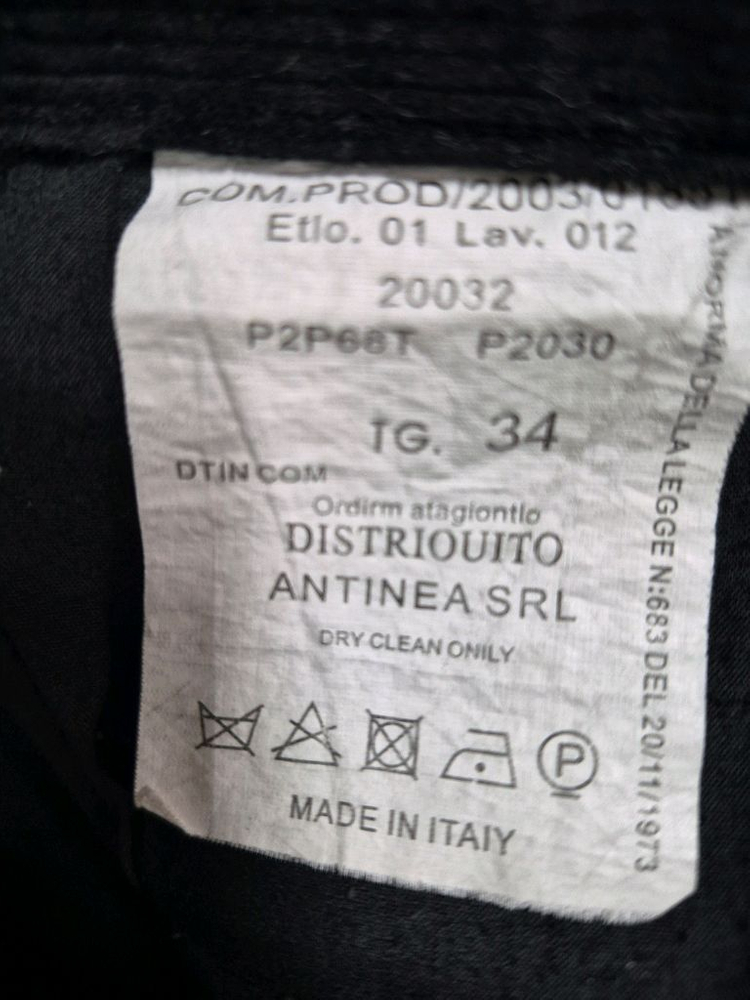 COM.PROD/2003/
Etlo. 01 Lav. 012
20032
P2P68T P2030
TG. 34
DTIN COM
Ordirm atagiontlo
DISTRIOUITO
ANTINEA SRL
DRY CLEAN ONILY
P
MADE IN ITAIY
A NORMA DELLA LEGGE N:683 DEL 20/11/1973